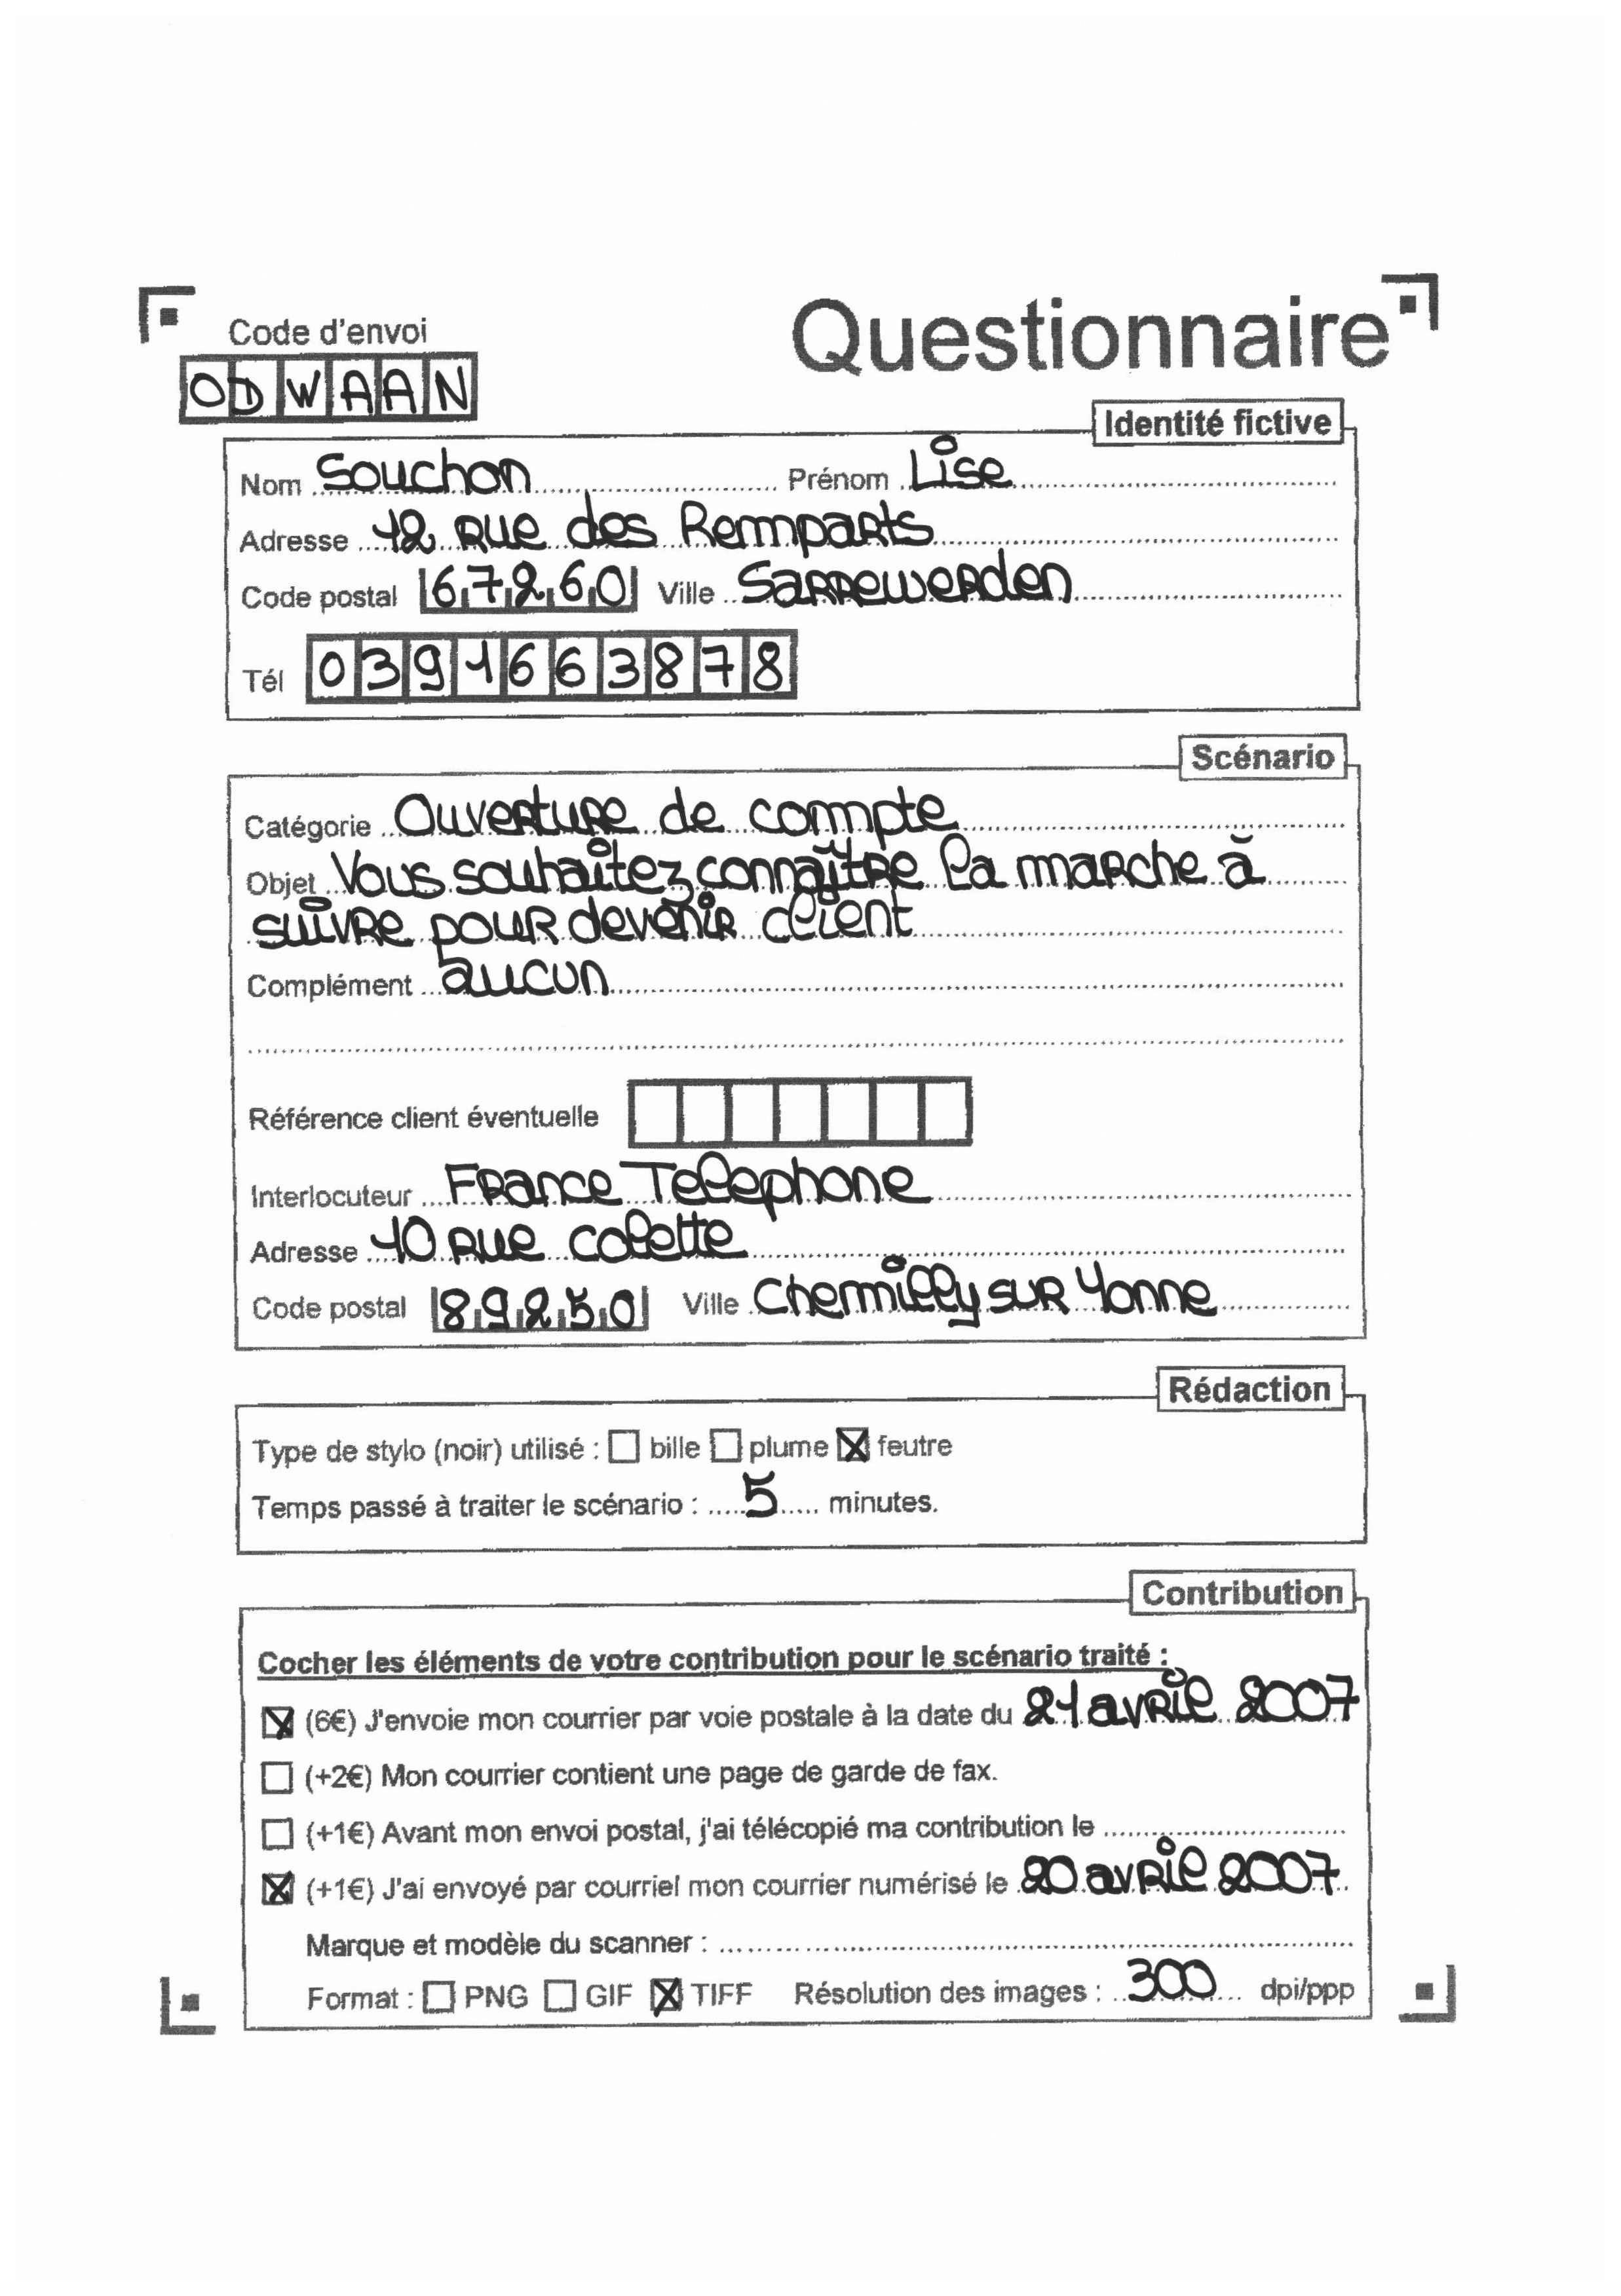 Code d'envoi
Questionnaire
ODWAAN
Identité fictive
Nom Souchon Prénom Lise
Adresse 12 rue des Remparts
Code postal 67260 Ville Sarrewerden
Tél 0391663878
Scénario
Catégorie Ouverture de compte
Objet Vous souhaitez connaître la marche à
suivre pour devenir client
Complément aucun
Référence client éventuelle
Interlocuteur France Telephone
Adresse 10 rue colette
Code postal 89250 Ville Chemilly sur Yonne
Rédaction
Type de stylo (noir) utilisé : ☐ bille ☐ plume ☒ feutre
Temps passé à traiter le scénario : 5 minutes.
Contribution
Cocher les éléments de votre contribution pour le scénario traité :
☒ (6€) J'envoie mon courrier par voie postale à la date du 21 avril 2007
☐ (+2€) Mon courrier contient une page de garde de fax.
☐ (+1€) Avant mon envoi postal, j'ai télécopié ma contribution le
☒ (+1€) J'ai envoyé par courriel mon courrier numérisé le 20 avril 2007
Marque et modèle du scanner :
Format : ☐ PNG ☐ GIF ☒ TIFF Résolution des images : 300 dpi/ppp